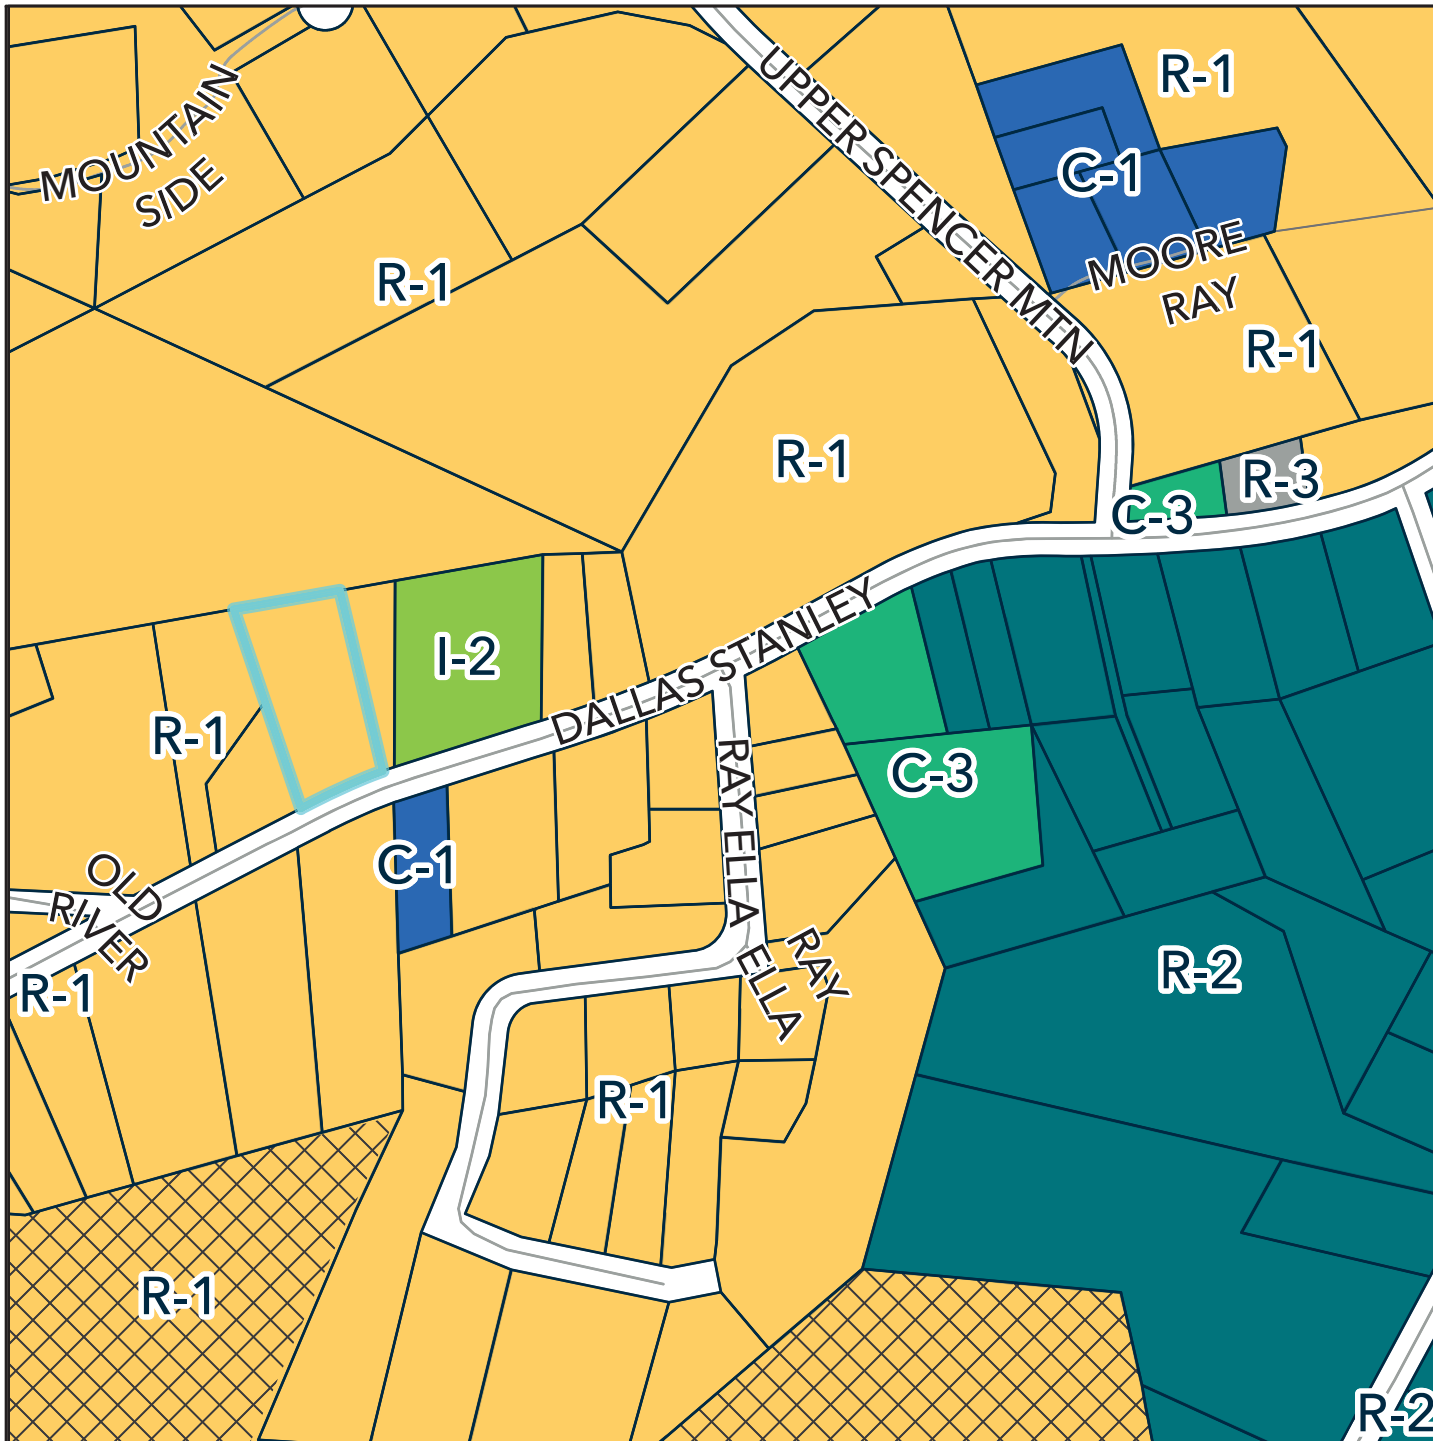 R-1
UPPER SPENCER MTN
MOUNTAIN
SIDE
C-1
R-1
MOORE
RAY
R-1
R-1
R-3
C-3
I-2
DALLAS STANLEY
R-1
C-3
RAY ELLA
C-1
OLD
RIVER
R-1
RAY
ELLA
R-2
R-1
R-1
R-2